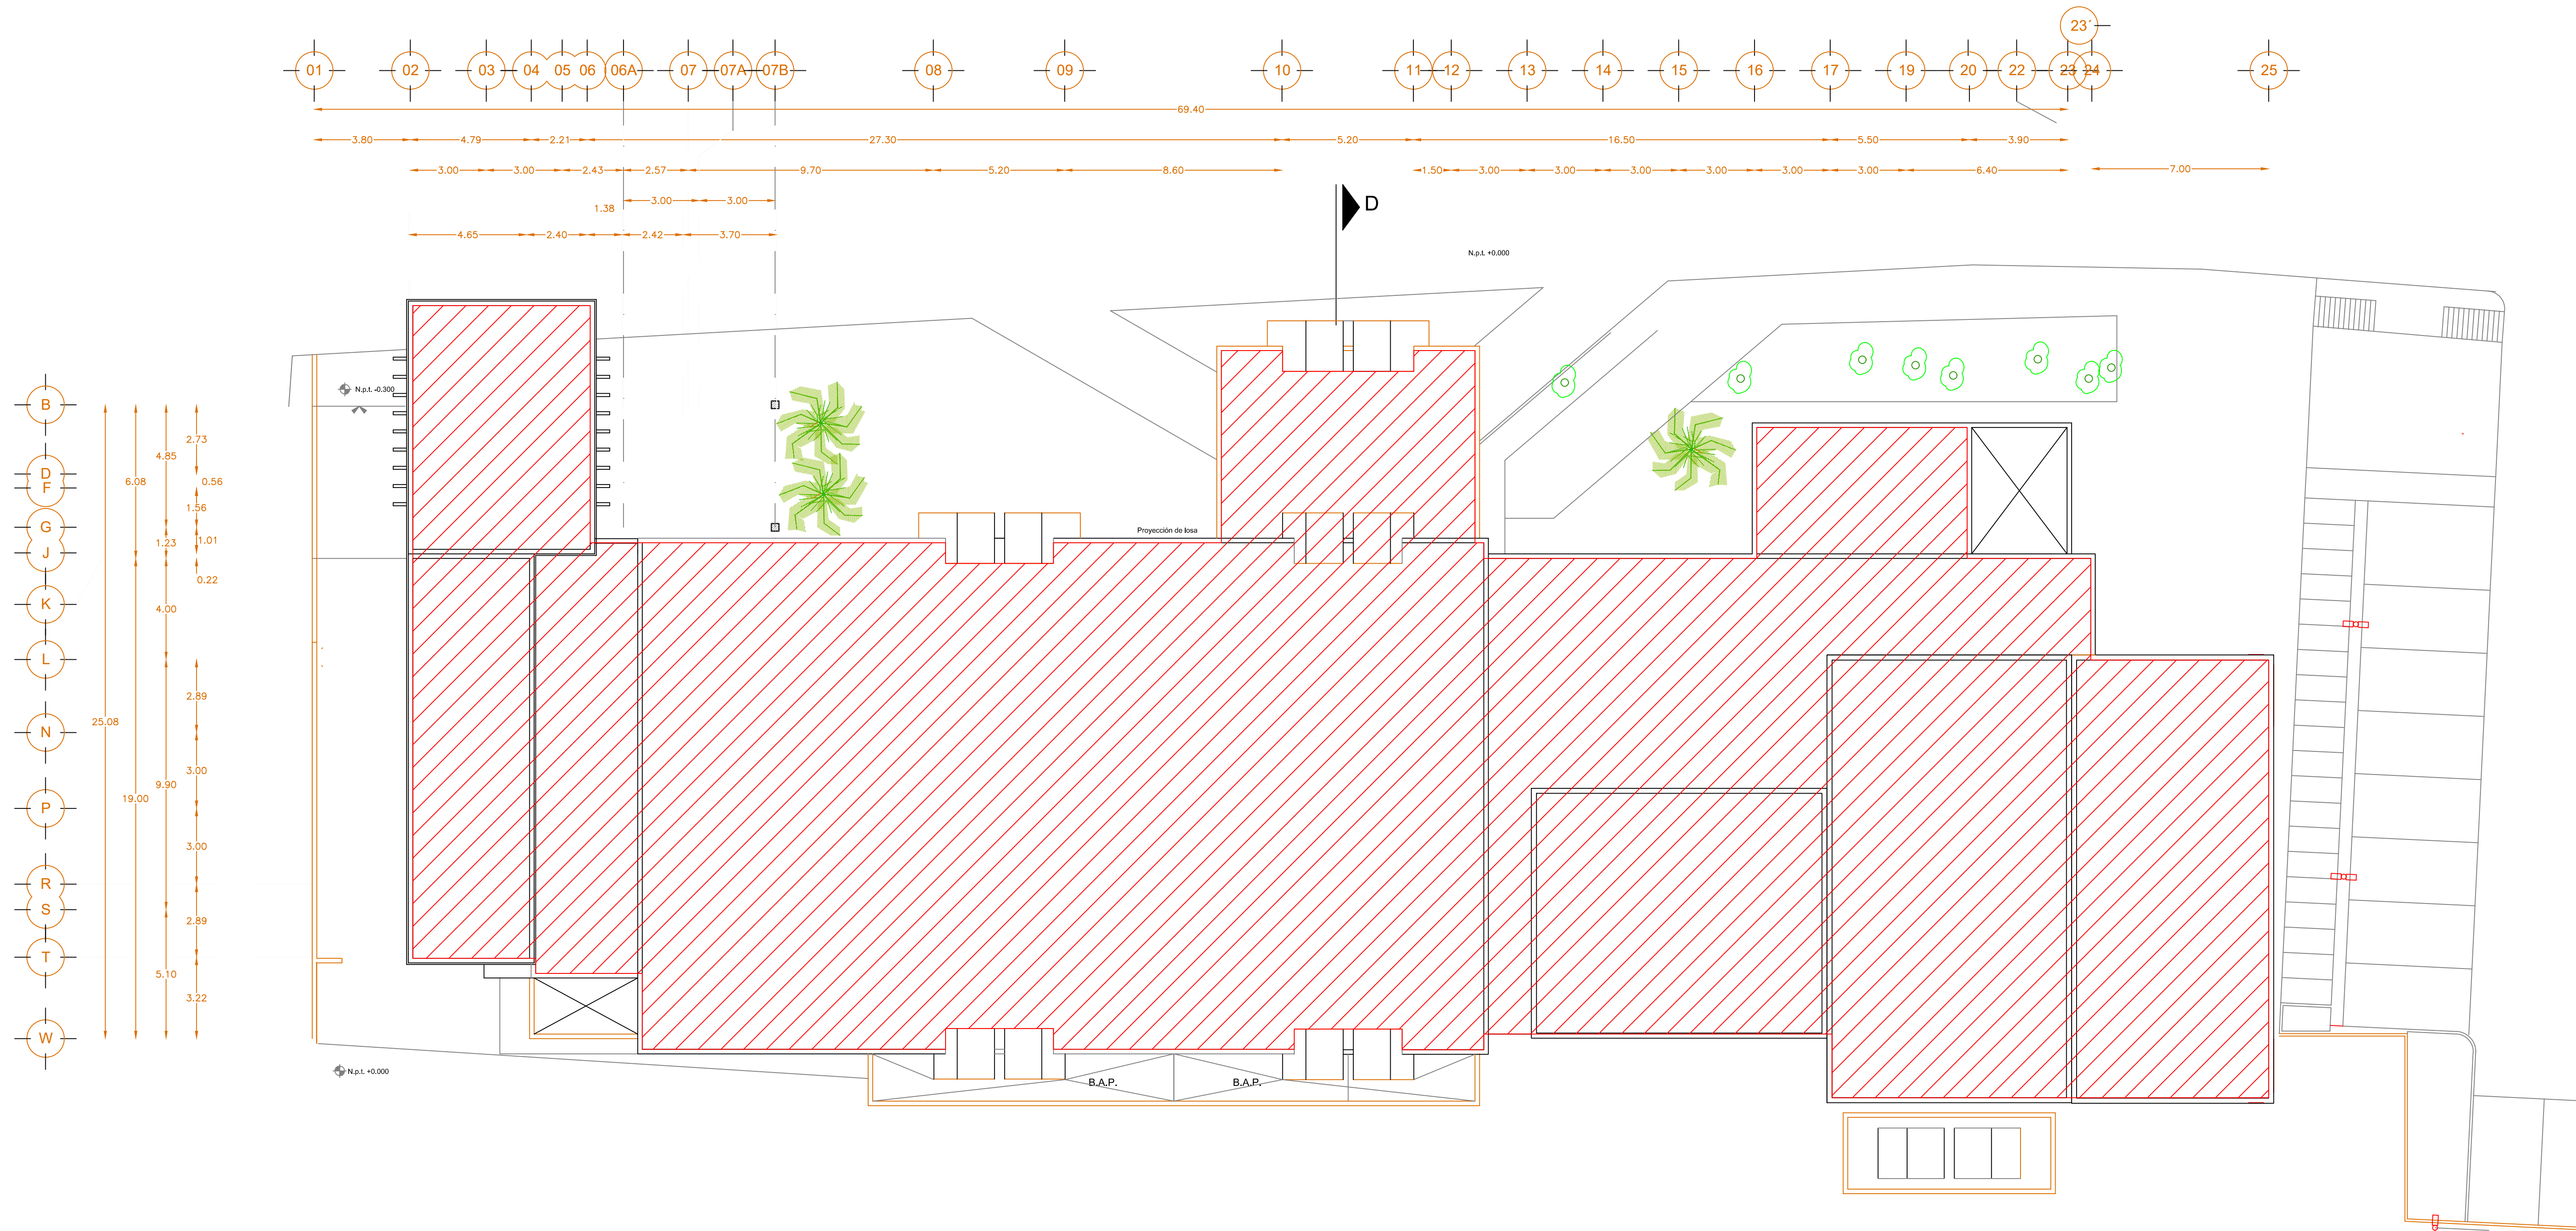 23´
01 02 03 04 05 06 06A 07 07A 07B 08 09 10 11 12 13 14 15 16 17 19 20 22 23 24 25
69.40
3.80 4.79 2.21 27.30 5.20 16.50 5.50 3.90
3.00 3.00 2.43 2.57 9.70 5.20 8.60 1.50 3.00 3.00 3.00 3.00 3.00 3.00 6.40 7.00
3.00 3.00
1.38
D
4.65 2.40 2.42 3.70
N.p.t. +0.000
N.p.t. -0.300
B
2.73
4.85
D
6.08 0.56
F
1.56
G
Proyección de losa
1.01
1.23
J
0.22
K
4.00
L
2.89
25.08
N
3.00
9.90
19.00
P
3.00
R
S
2.89
T
5.10
3.22
W
N.p.t. +0.000
B.A.P. B.A.P.